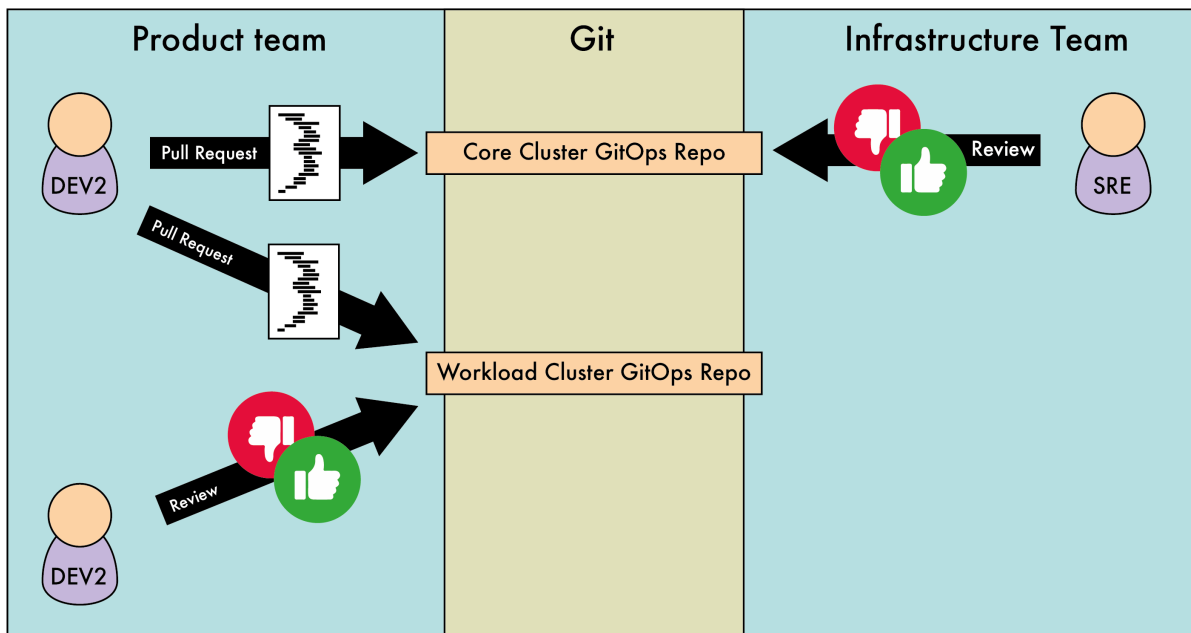 Product team
Git
Infrastructure Team
DEV2
Pull Request
Core Cluster GitOps Repo
Review
SRE
Pull Request
Workload Cluster GitOps Repo
Review
DEV2